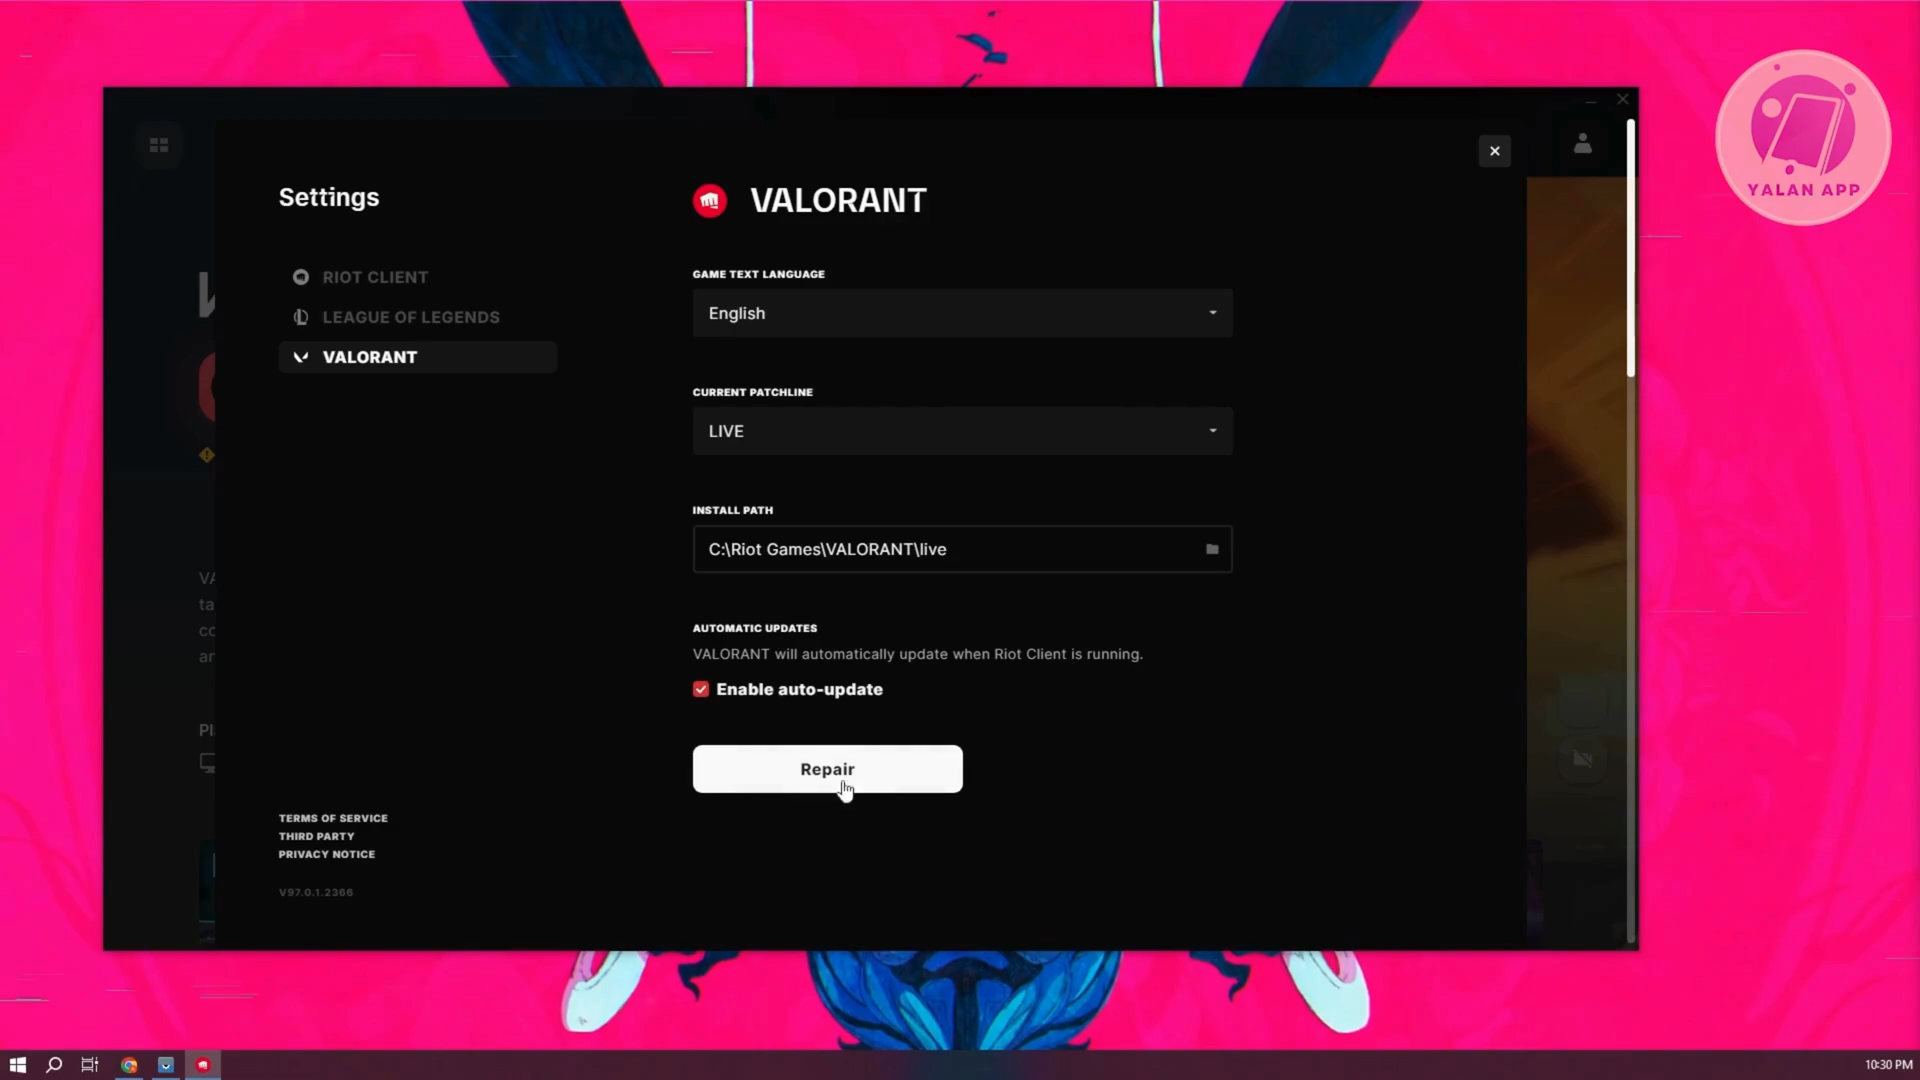 YALAN APP
Settings
RIOT CLIENT
LEAGUE OF LEGENDS
VALORANT
TERMS OF SERVICE
THIRD PARTY
PRIVACY NOTICE
V97.0.1.2366
VALORANT
GAME TEXT LANGUAGE
English
CURRENT PATCHLINE
LIVE
INSTALL PATH
C:\Riot Games\VALORANT\live
AUTOMATIC UPDATES
VALORANT will automatically update when Riot Client is running.
Enable auto-update
Repair
10:30 PM